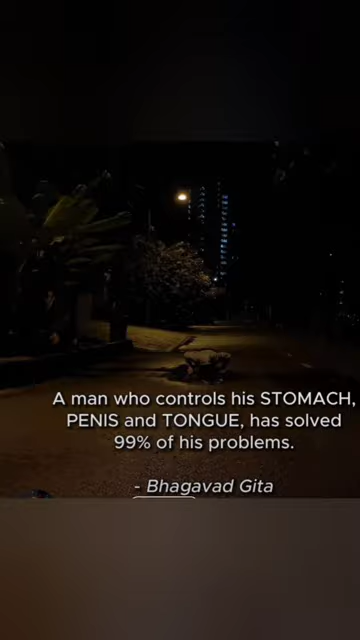 A man who controls his STOMACH,
PENIS and TONGUE, has solved
99% of his problems.
- Bhagavad Gita